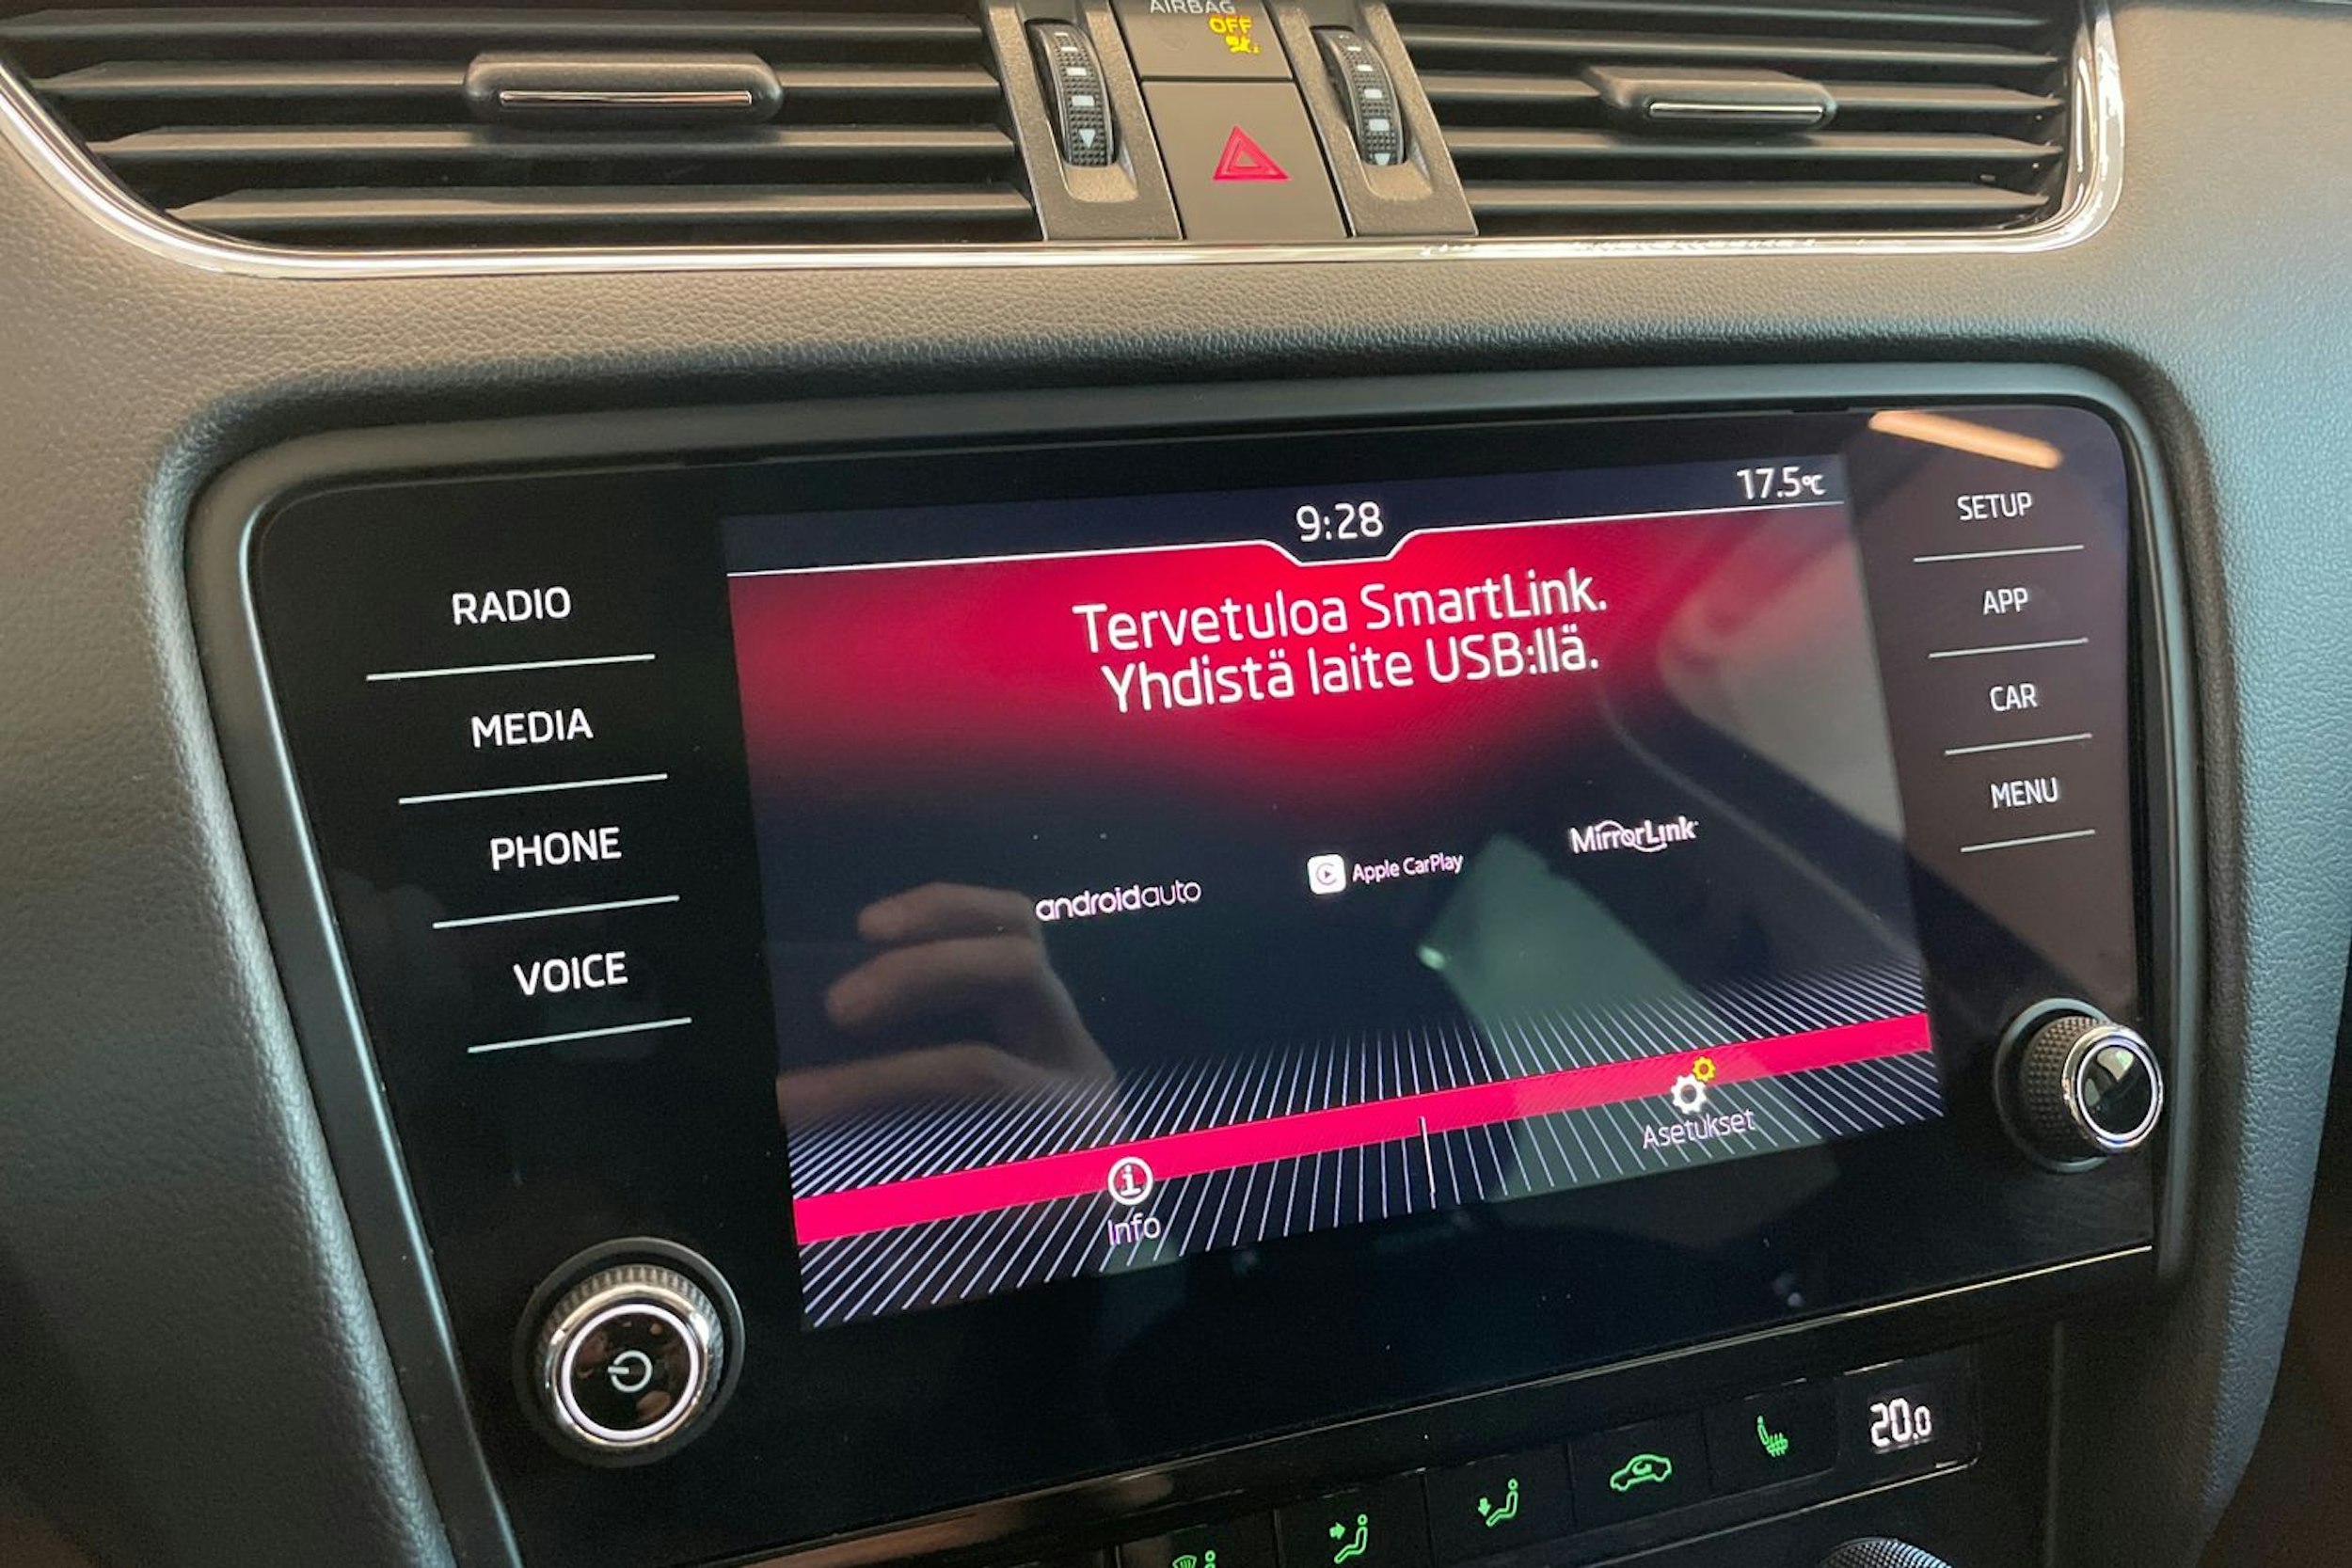 AIRBAG
OFF
9:28
17.5°C
Tervetuloa SmartLink.
Yhdistä laite USB:llä.
androidauto
Apple CarPlay
MirrorLink
Info
Asetukset
RADIO
MEDIA
PHONE
VOICE
SETUP
APP
CAR
MENU
20.0